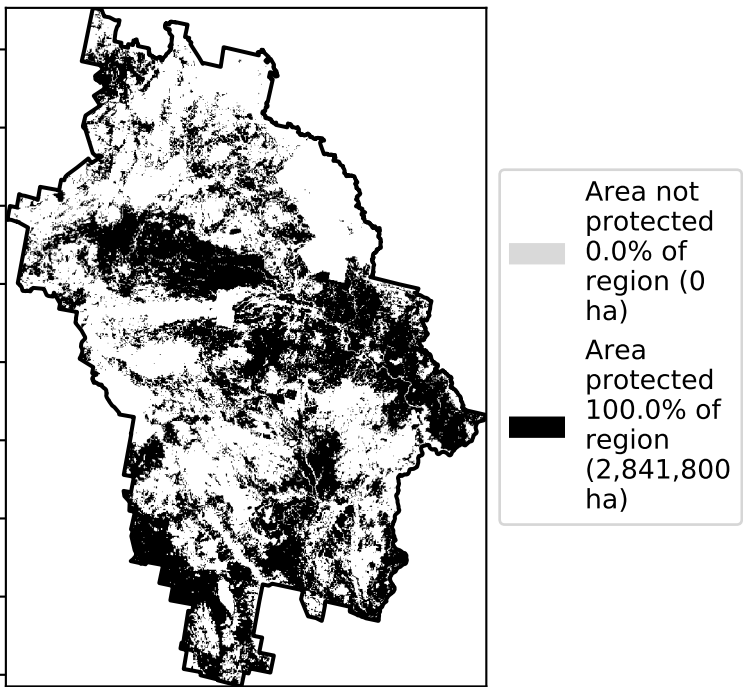 Area not
protected
0.0% of
region (0
ha)
Area
protected
100.0% of
region
(2,841,800
ha)